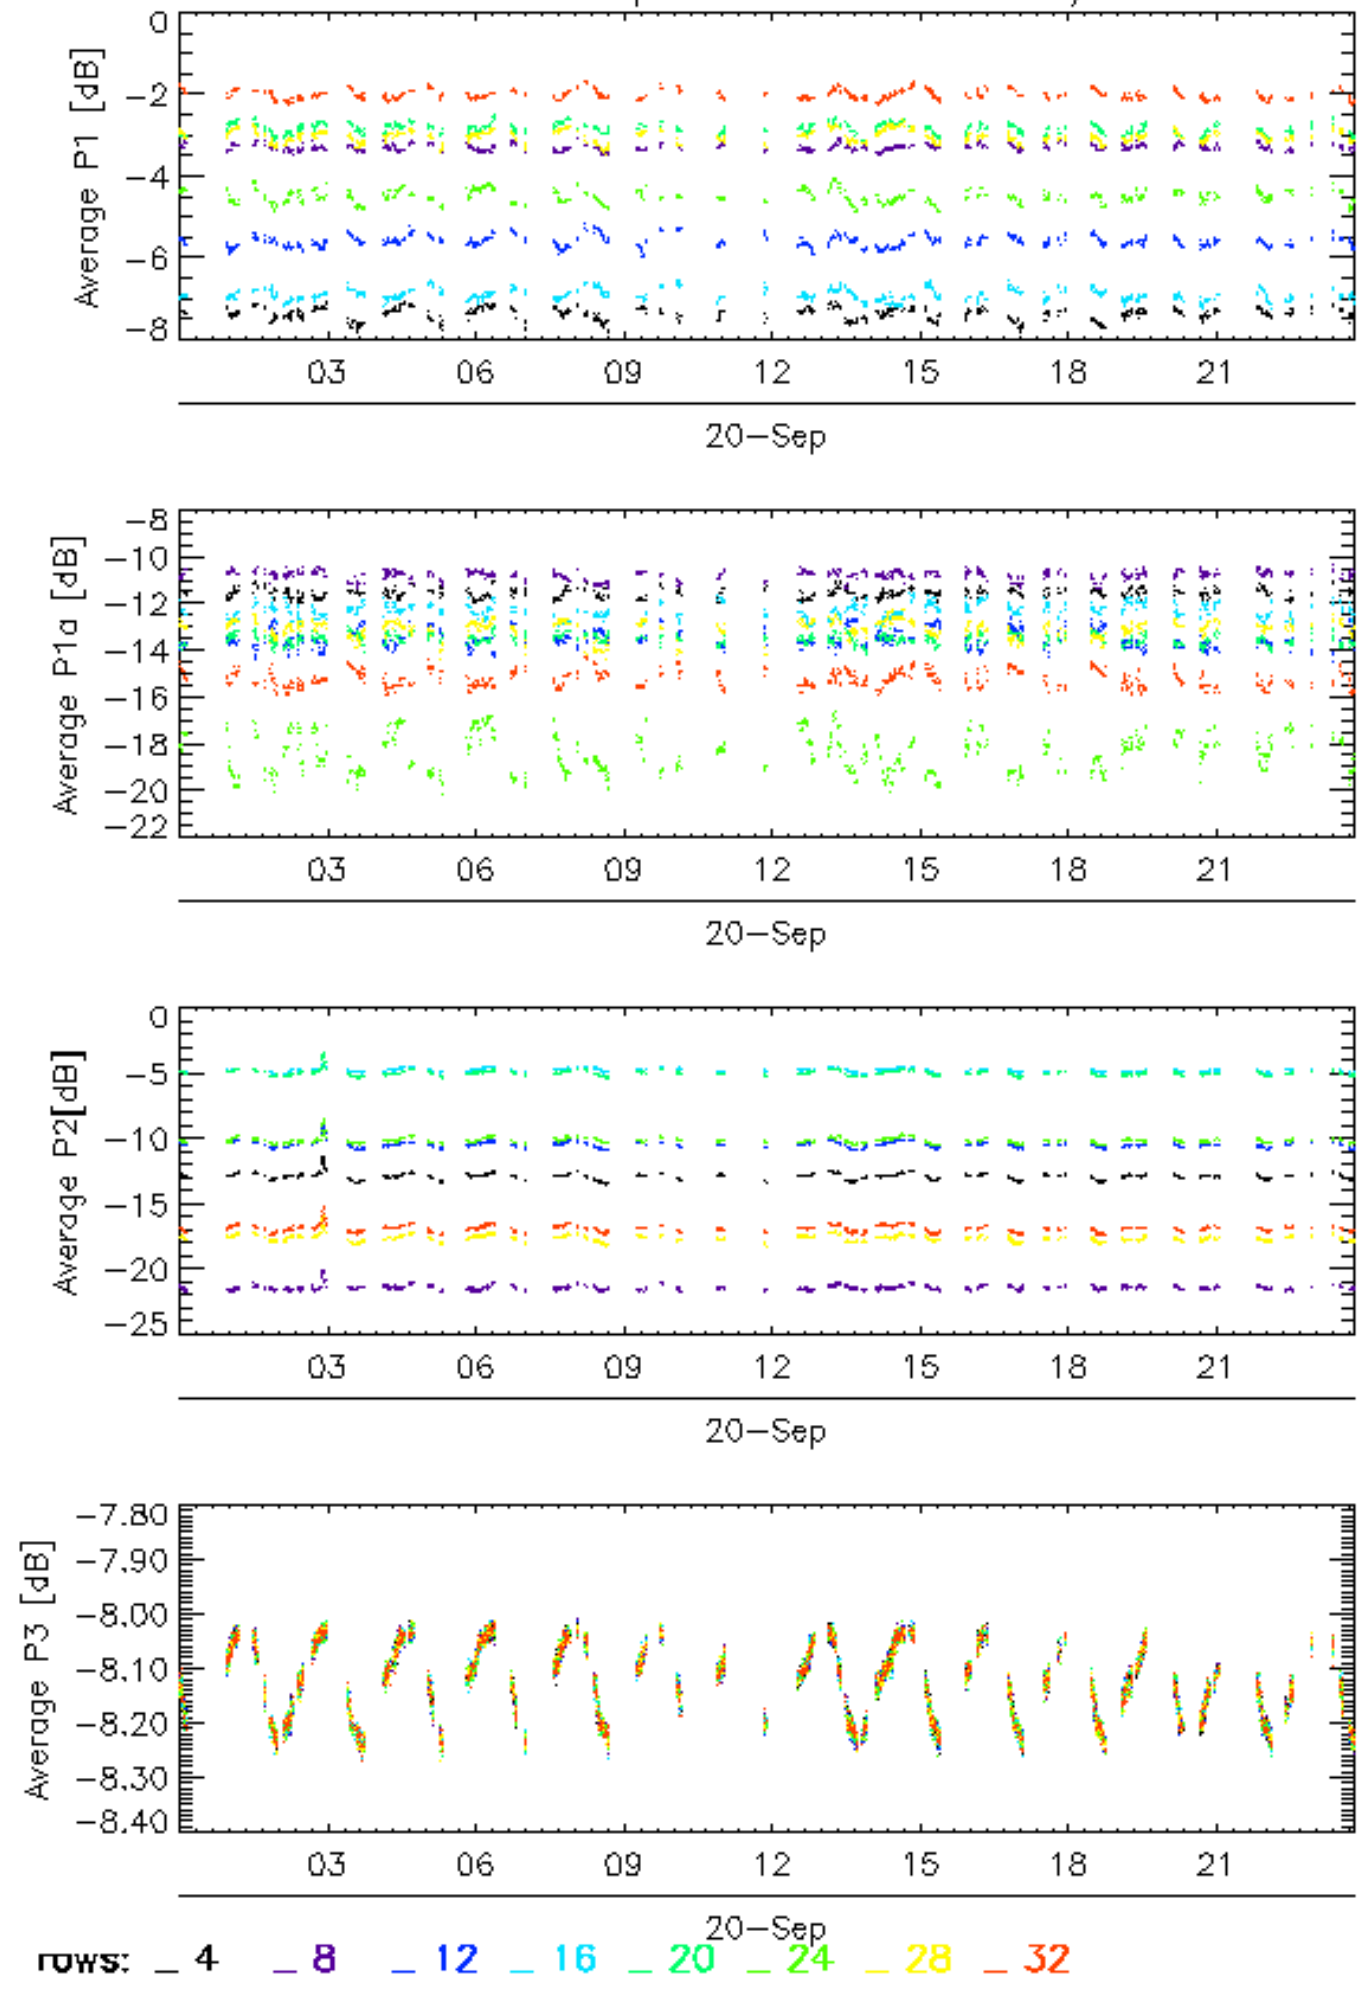 0
−2
−4
−6
−8
Average P1 [dB]
03 06 09 12 15 18 21
20−Sep
−8
−10
−12
−14
−16
−18
−20
−22
Average P1a [dB]
03 06 09 12 15 18 21
20−Sep
0
−5
−10
−15
−20
−25
Average P2[dB]
03 06 09 12 15 18 21
20−Sep
−7.80
−7.90
−8.00
−8.10
−8.20
−8.30
−8.40
Average P3 [dB]
03 06 09 12 15 18 21
20−Sep
rows: _ 4 _ 8 _ 12 _ 16 _ 20 _ 24 _ 28 _ 32